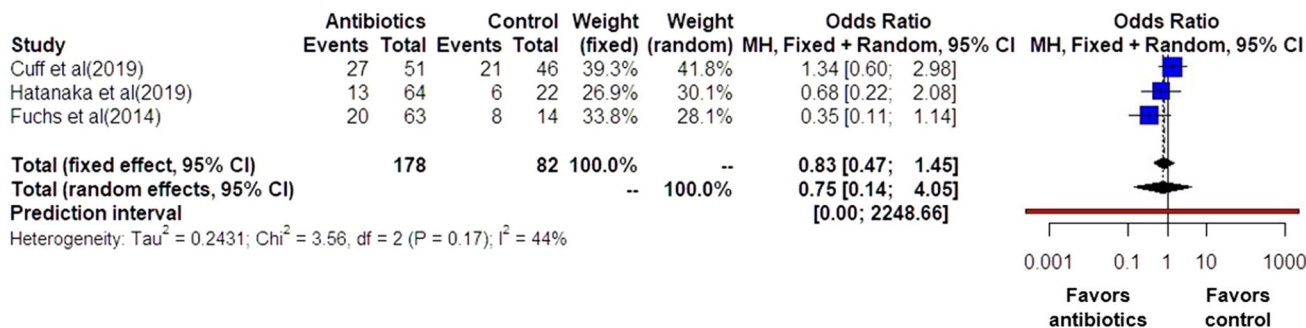 Antibiotics Control Weight Weight Odds Ratio Odds Ratio
Study Events Total Events Total (fixed) (random) MH, Fixed + Random, 95% CI MH, Fixed + Random, 95% CI
Cuff et al(2019) 27 51 21 46 39.3% 41.8% 1.34 [0.60; 2.98]
Hatanaka et al(2019) 13 64 6 22 26.9% 30.1% 0.68 [0.22; 2.08]
Fuchs et al(2014) 20 63 8 14 33.8% 28.1% 0.35 [0.11; 1.14]
Total (fixed effect, 95% CI) 178 82 100.0% -- 0.83 [0.47; 1.45]
Total (random effects, 95% CI) -- 100.0% 0.75 [0.14; 4.05]
Prediction interval [0.00; 2248.66]
Heterogeneity: Tau² = 0.2431; Chi² = 3.56, df = 2 (P = 0.17); I² = 44%
0.001 0.1 1 10 1000
Favors Favors
antibiotics control